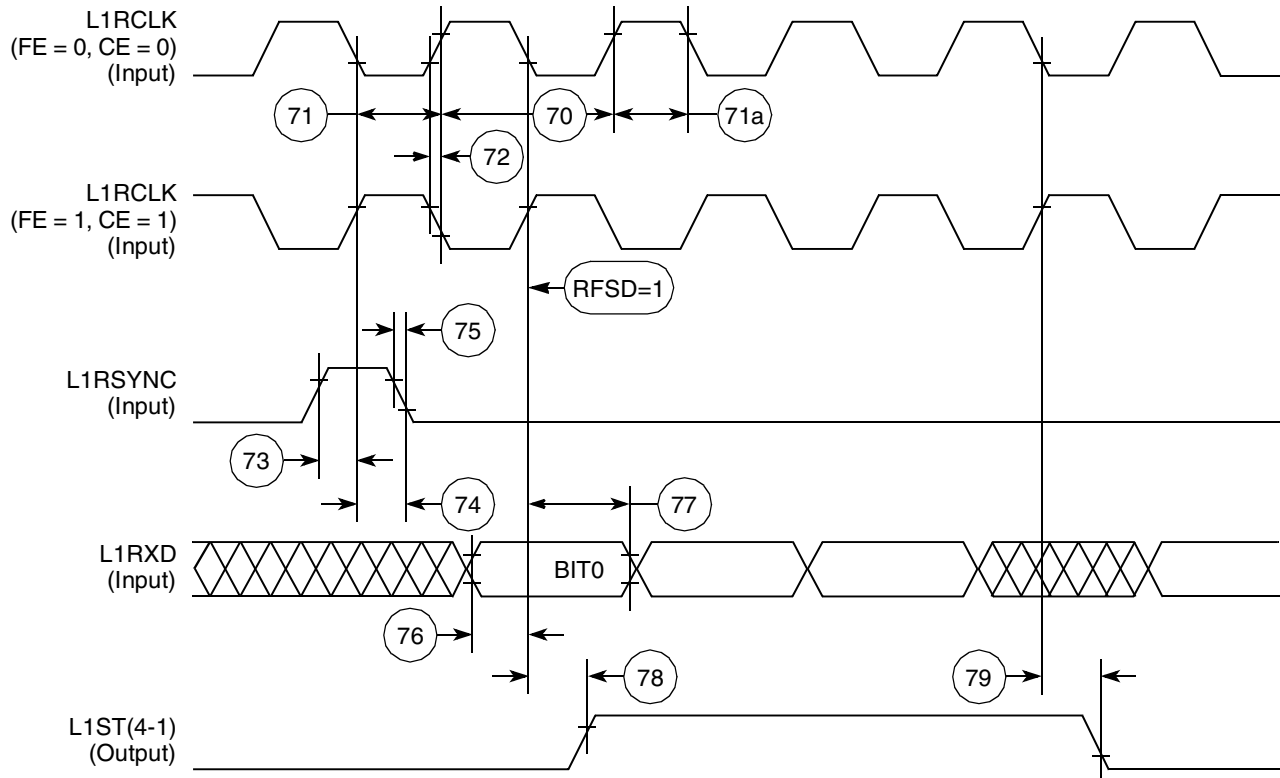 L1RCLK
(FE = 0, CE = 0)
(Input)
71
70
71a
72
L1RCLK
(FE = 1, CE = 1)
(Input)
RFSD=1
75
L1RSYNC
(Input)
73
74
77
L1RXD
(Input)
BIT0
76
78
79
L1ST(4-1)
(Output)